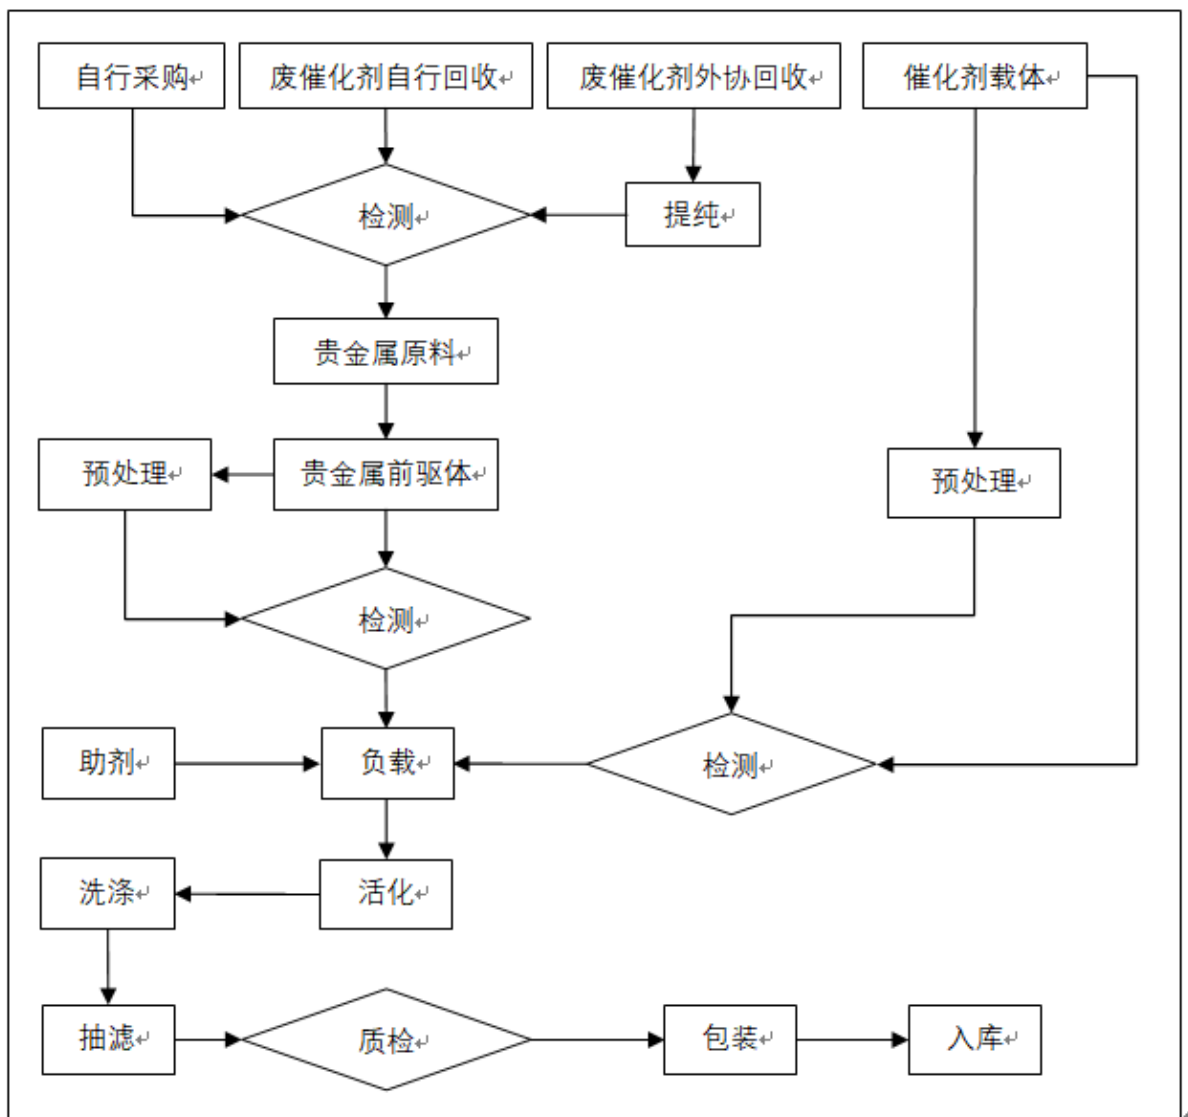 自行采购
废催化剂自行回收
废催化剂外协回收
催化剂载体
检测
提纯
贵金属原料
预处理
贵金属前驱体
预处理
检测
助剂
负载
检测
洗涤
活化
抽滤
质检
包装
入库